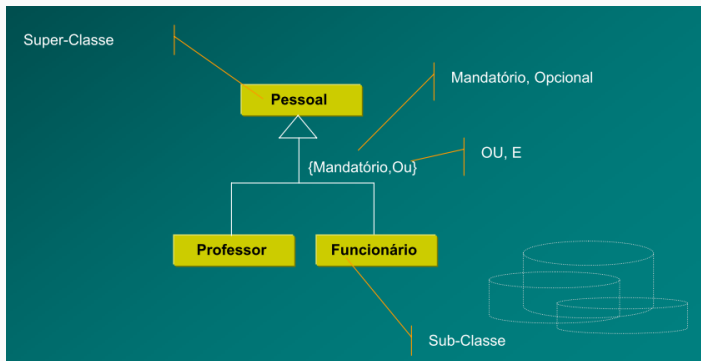 Super-Classe
Mandatório, Opcional
Pessoal
OU, E
{Mandatório,Ou}
Professor
Funcionário
Sub-Classe